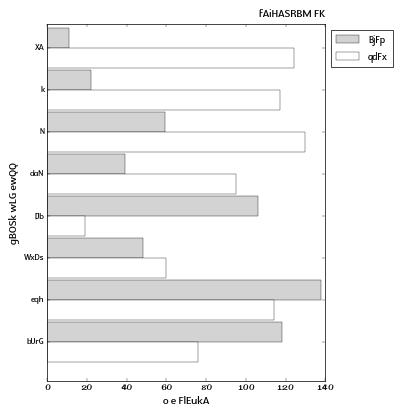 fAiHASRBM FK
BjFp
qdFx
gBOSk wLG ewQQ
XA
k
N
daN
Db
WxDs
eqh
bUrG
0 20 40 60 80 100 120 140
o e FlEukA